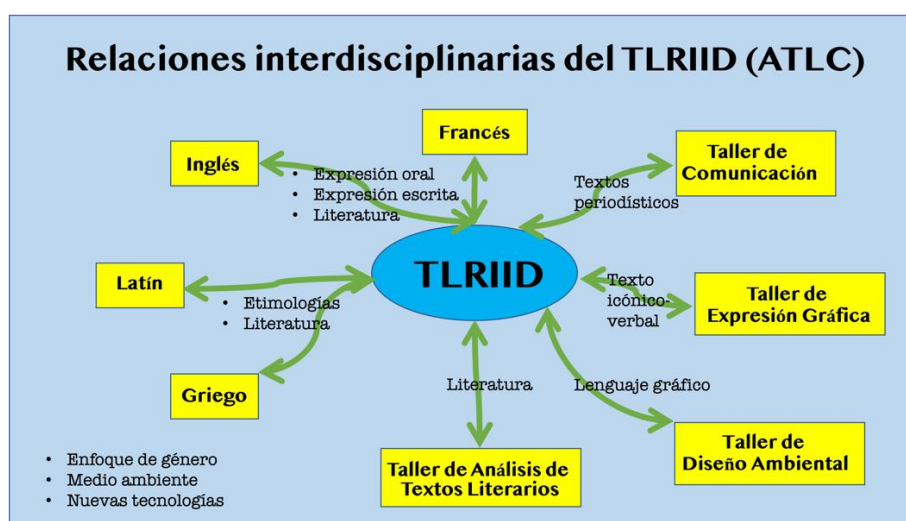 Relaciones interdisciplinarias del TLRIID (ATLC)
Francés
Inglés
Taller de
Comunicación
• Expresión oral
• Expresión escrita
• Literatura
Textos
periodísticos
TLRIID
Latín
• Etimologías
• Literatura
Texto
icónico-
verbal
Taller de
Expresión Gráfica
Griego
Literatura
Lenguaje gráfico
Taller de
Diseño Ambiental
Taller de Análisis de
Textos Literarios
• Enfoque de género
• Medio ambiente
• Nuevas tecnologías